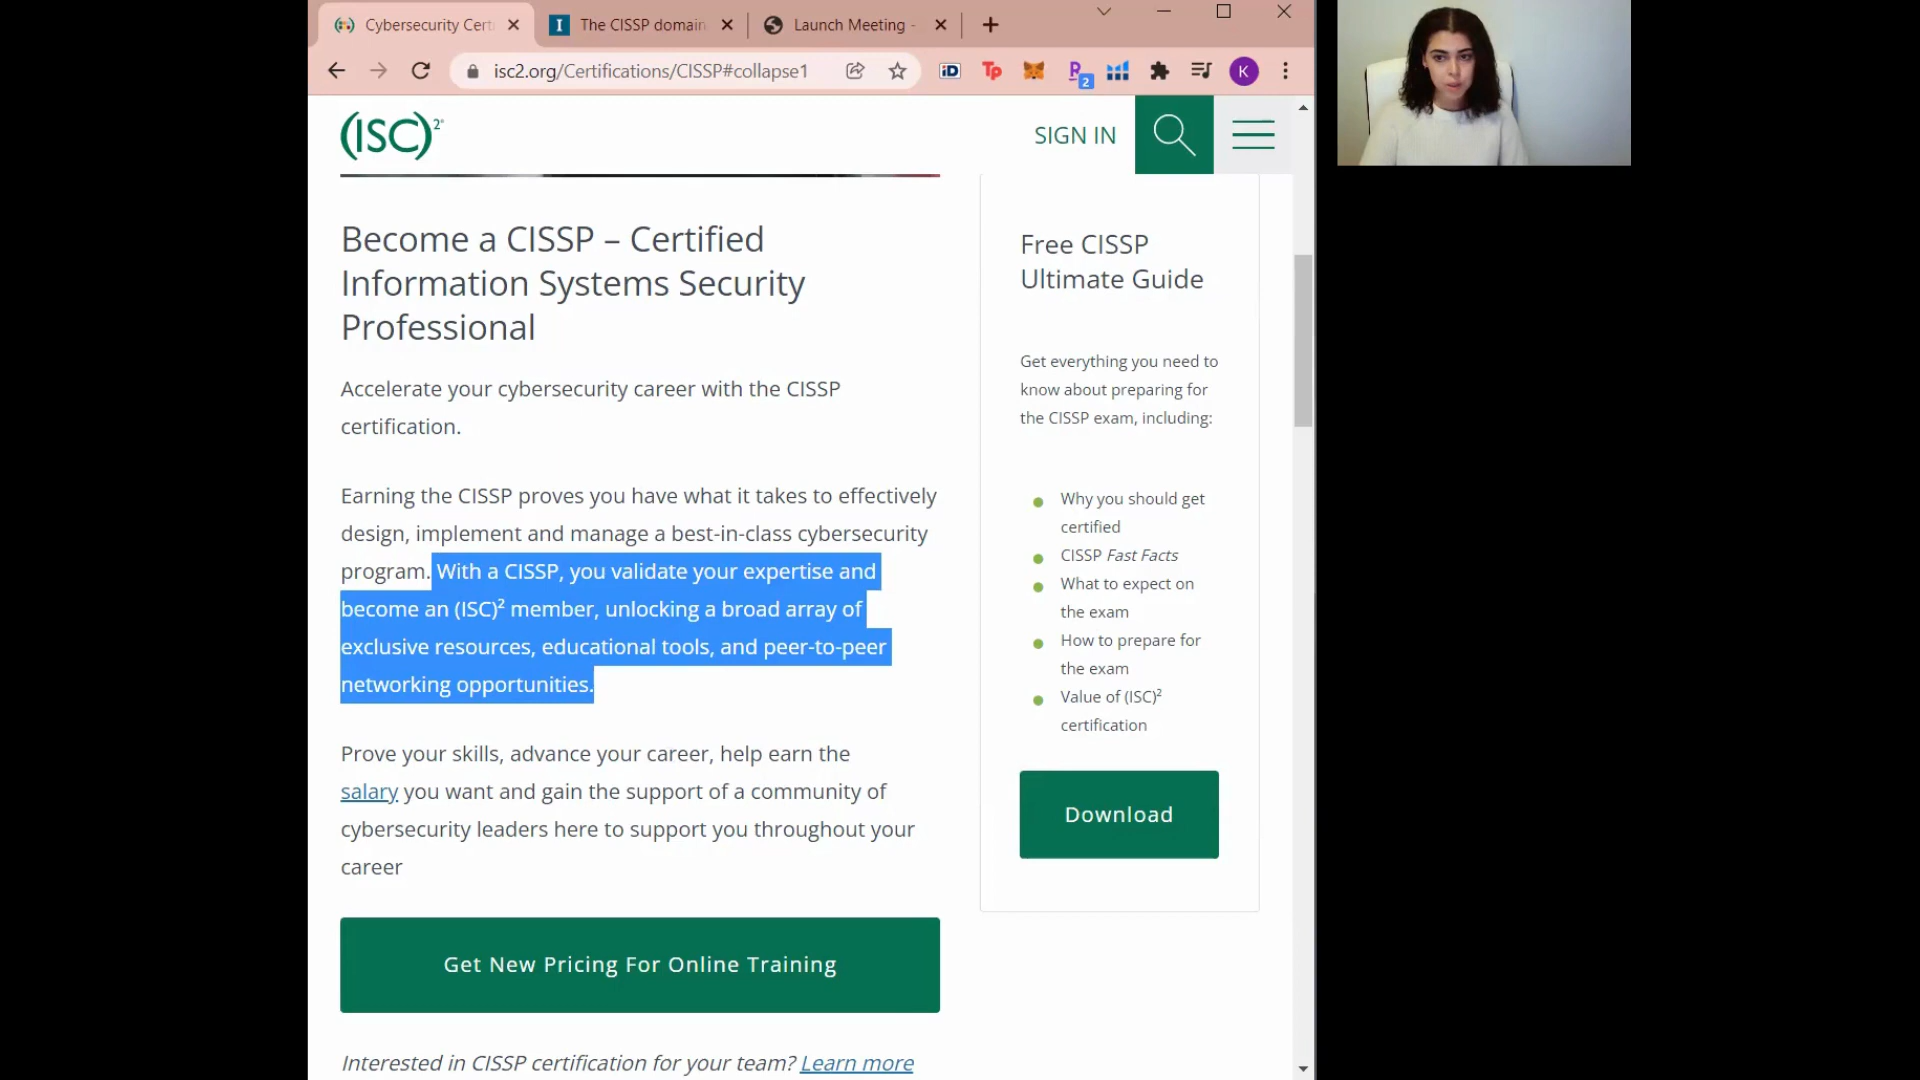 Cybersecurity Cert
The CISSP domain
Launch Meeting -
isc2.org/Certifications/CISSP#collapse1
iD
Tp
2
K
(ISC)²
SIGN IN
Become a CISSP – Certified
Information Systems Security
Professional
Accelerate your cybersecurity career with the CISSP
certification.
Earning the CISSP proves you have what it takes to effectively
design, implement and manage a best-in-class cybersecurity
program. With a CISSP, you validate your expertise and
become an (ISC)² member, unlocking a broad array of
exclusive resources, educational tools, and peer-to-peer
networking opportunities.
Prove your skills, advance your career, help earn the
salary you want and gain the support of a community of
cybersecurity leaders here to support you throughout your
career
Get New Pricing For Online Training
Interested in CISSP certification for your team? Learn more
Free CISSP
Ultimate Guide
Get everything you need to
know about preparing for
the CISSP exam, including:
Why you should get
certified
CISSP Fast Facts
What to expect on
the exam
How to prepare for
the exam
Value of (ISC)²
certification
Download